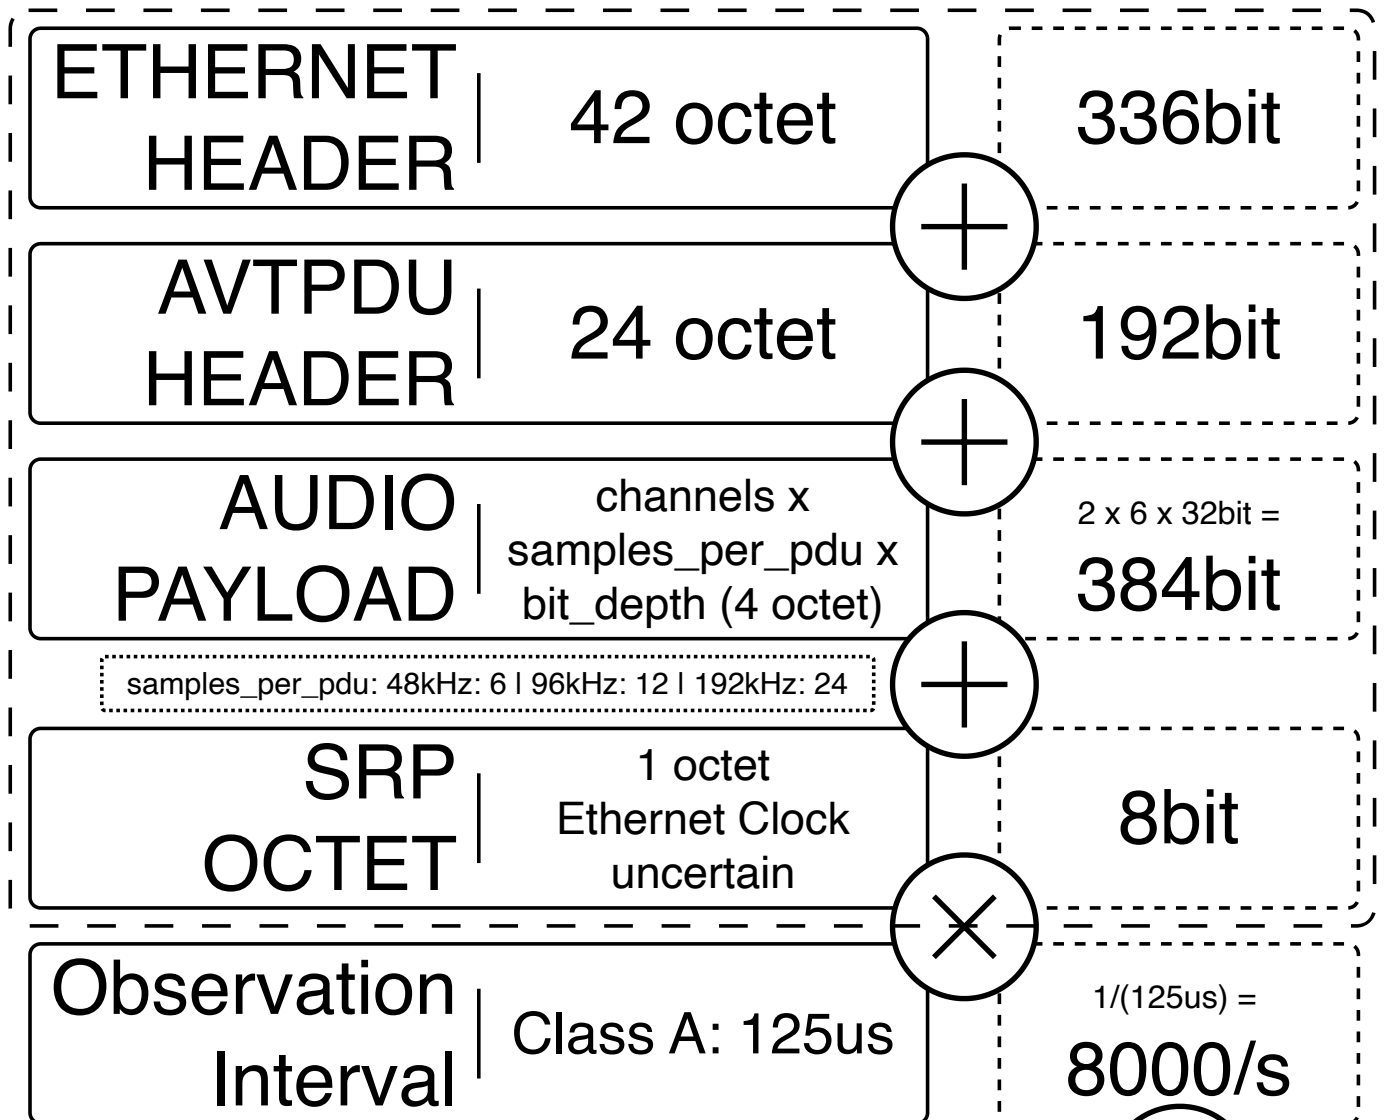 ETHERNET
HEADER
42 octet
336bit
AVTPDU
HEADER
24 octet
192bit
AUDIO
PAYLOAD
channels x
samples_per_pdu x
bit_depth (4 octet)
2 x 6 x 32bit =
384bit
samples_per_pdu: 48kHz: 6 | 96kHz: 12 | 192kHz: 24
SRP
OCTET
1 octet
Ethernet Clock
uncertain
8bit
Observation
Interval
Class A: 125us
1/(125us) =
8000/s